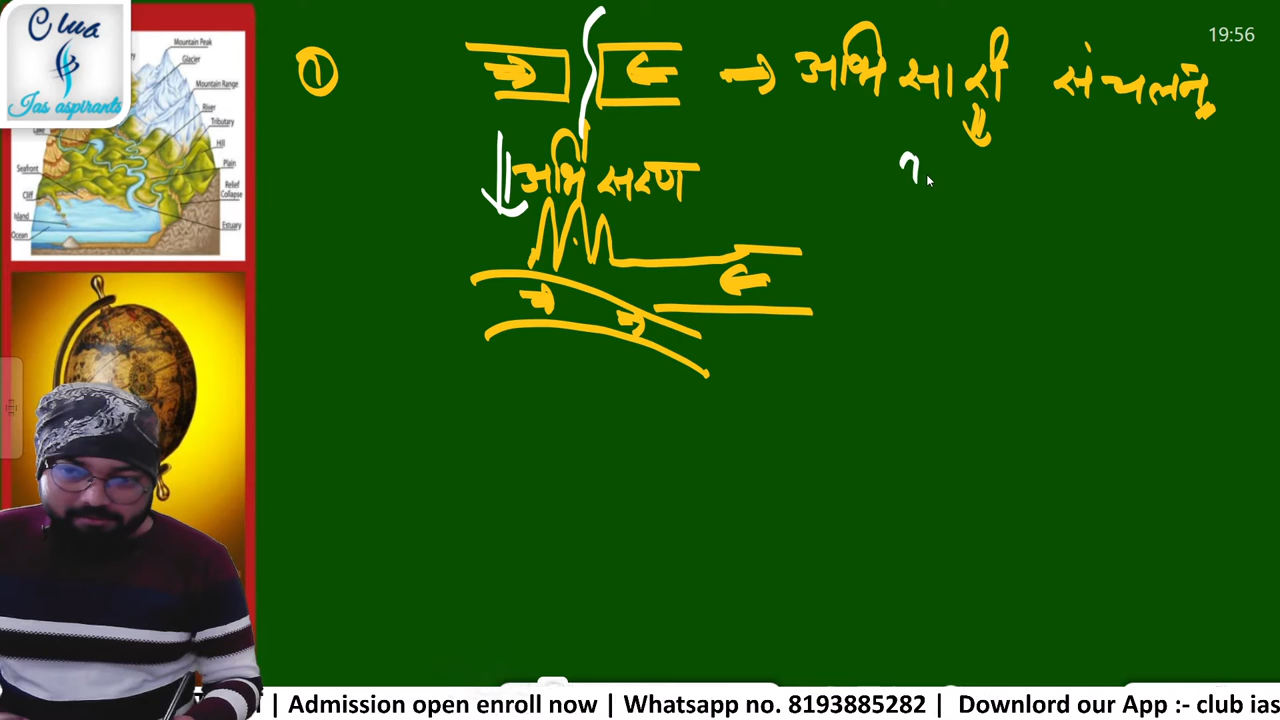 Clua
Ias aspirants
Mountain Peak
Glacier
Mountain Range
River
Tributary
Hill
Plain
Relief
Collapse
Estuary
Lake
Seafront
Cliff
Island
Ocean
19:56
① → अभिसारी संचलन
अभिसरण
| Admission open enroll now | Whatsapp no. 8193885282 | Downlord our App :- club ias